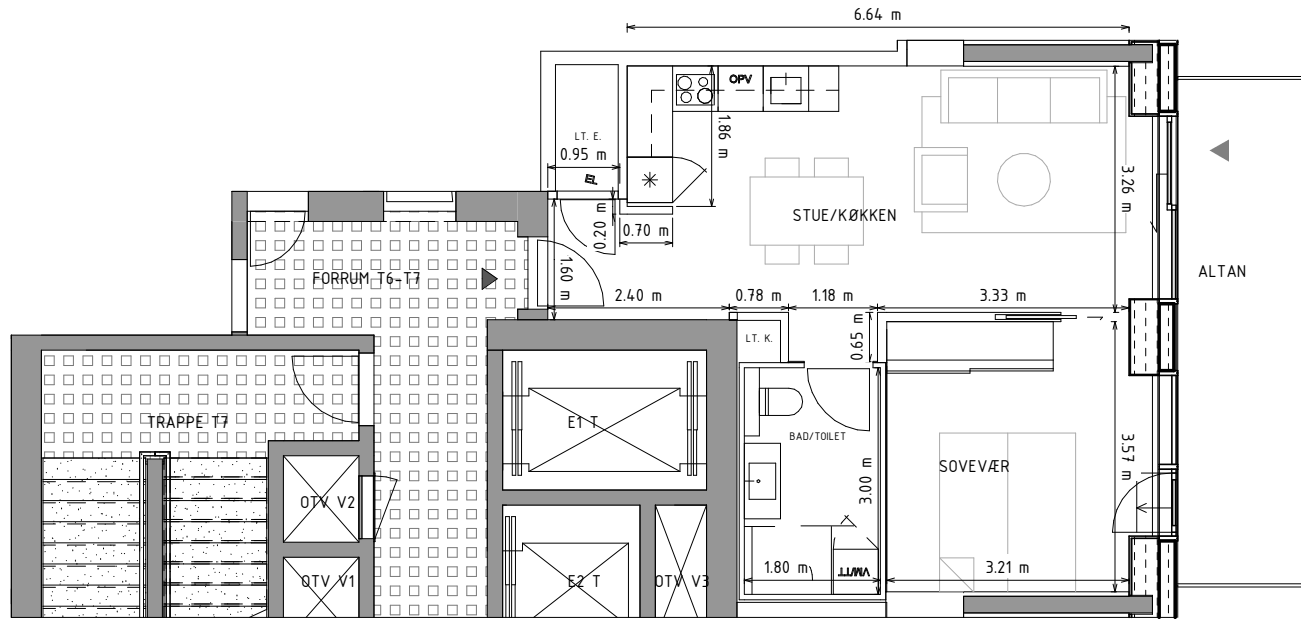 6.64 m
OPV
LT. E.
0.95 m
1.86 m
3.26 m
STUE/KØKKEN
0.20 m
0.70 m
ALTAN
FORRUM T6-T7
1.60 m
2.40 m
0.78 m
1.18 m
3.33 m
LT. K.
0.65 m
TRAPPE T7
E1 T
BAD/TOILET
SOVEVÆR
3.57 m
3.00 m
OTV V2
OTV V1
E2 T
OTV V3
1.80 m
VM/TT
3.21 m